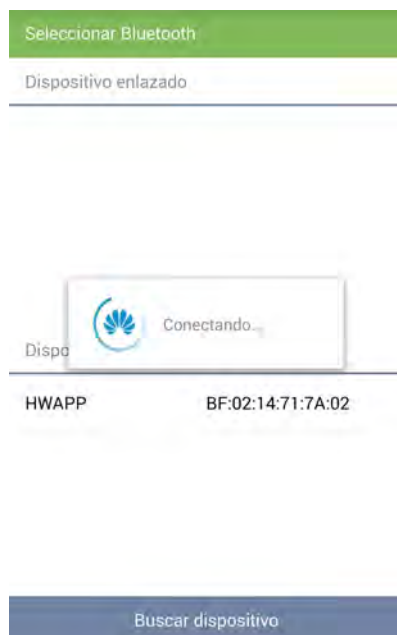 Seleccionar Bluetooth
Dispositivo enlazado
Conectando...
Dispo
HWAPP BF:02:14:71:7A:02
Buscar dispositivo